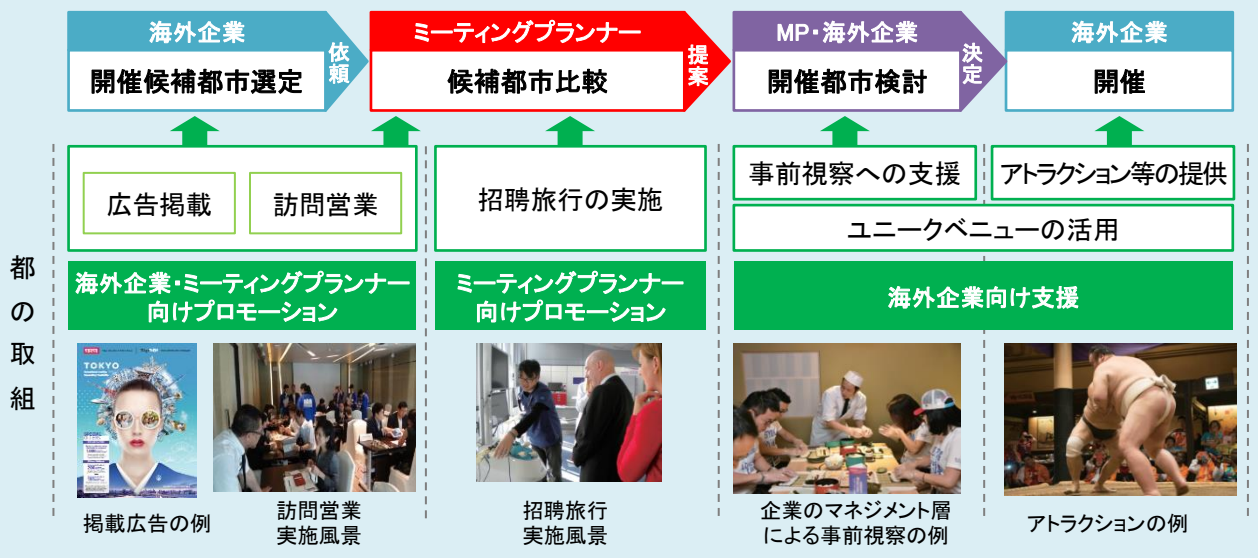 海外企業
開催候補都市選定
依頼
ミーティングプランナー
候補都市比較
提案
MP・海外企業
開催都市検討
決定
海外企業
開催
都の取組
広告掲載
訪問営業
招聘旅行の実施
事前視察への支援
アトラクション等の提供
ユニークベニューの活用
海外企業・ミーティングプランナー
向けプロモーション
ミーティングプランナー
向けプロモーション
海外企業向け支援
TOKYO
掲載広告の例
訪問営業
実施風景
招聘旅行
実施風景
企業のマネジメント層
による事前視察の例
アトラクションの例